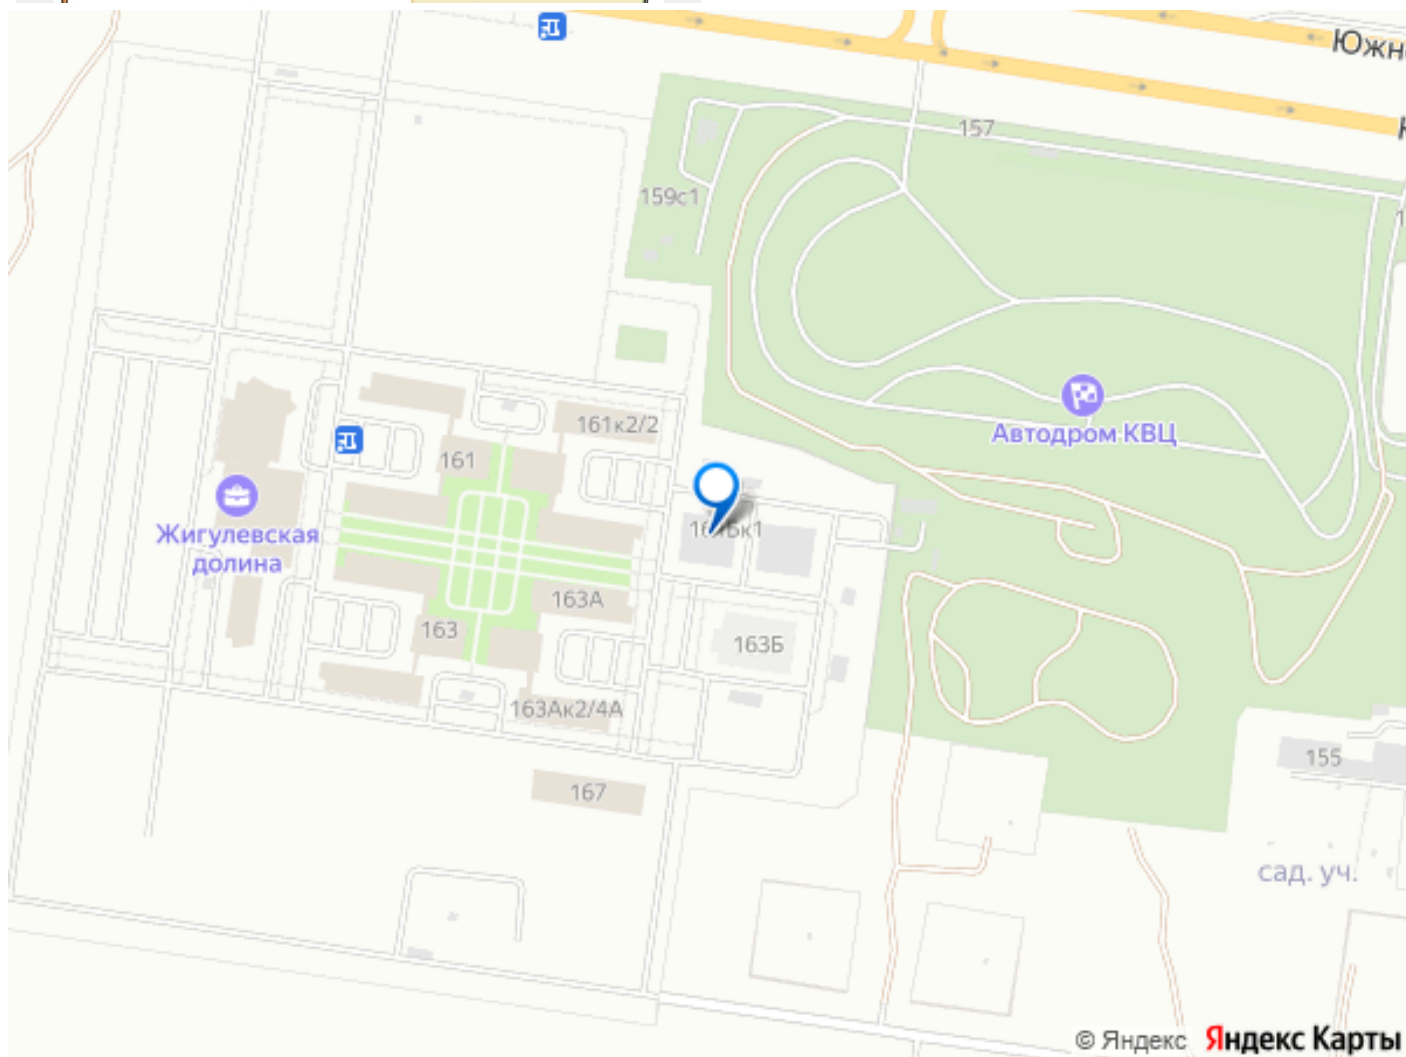 Южн
157
159с1
Автодром КВЦ
161к2/2
161
Жигулевская
долина
163А
163
163Б
163Ак2/4А
167
155
сад. уч.
© Яндекс Яндекс Карты